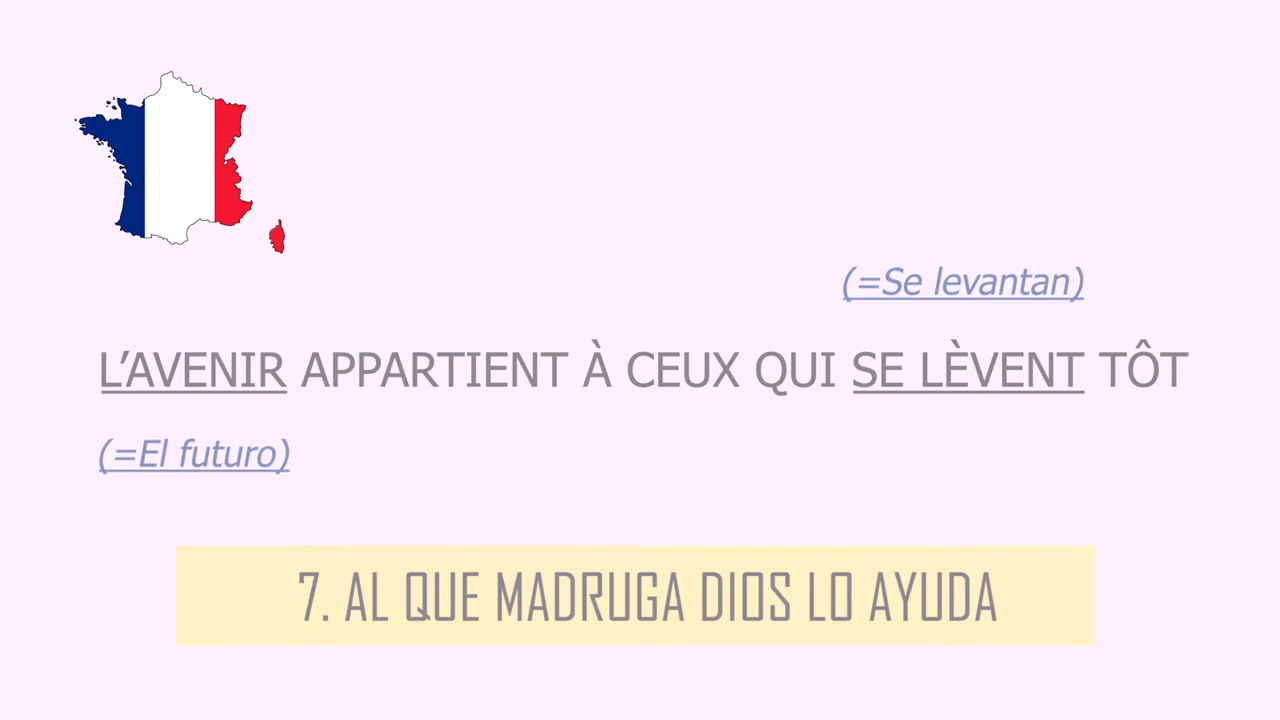 (=Se levantan)
L’AVENIR APPARTIENT À CEUX QUI SE LÈVENT TÔT
(=El futuro)
7. AL QUE MADRUGA DIOS LO AYUDA